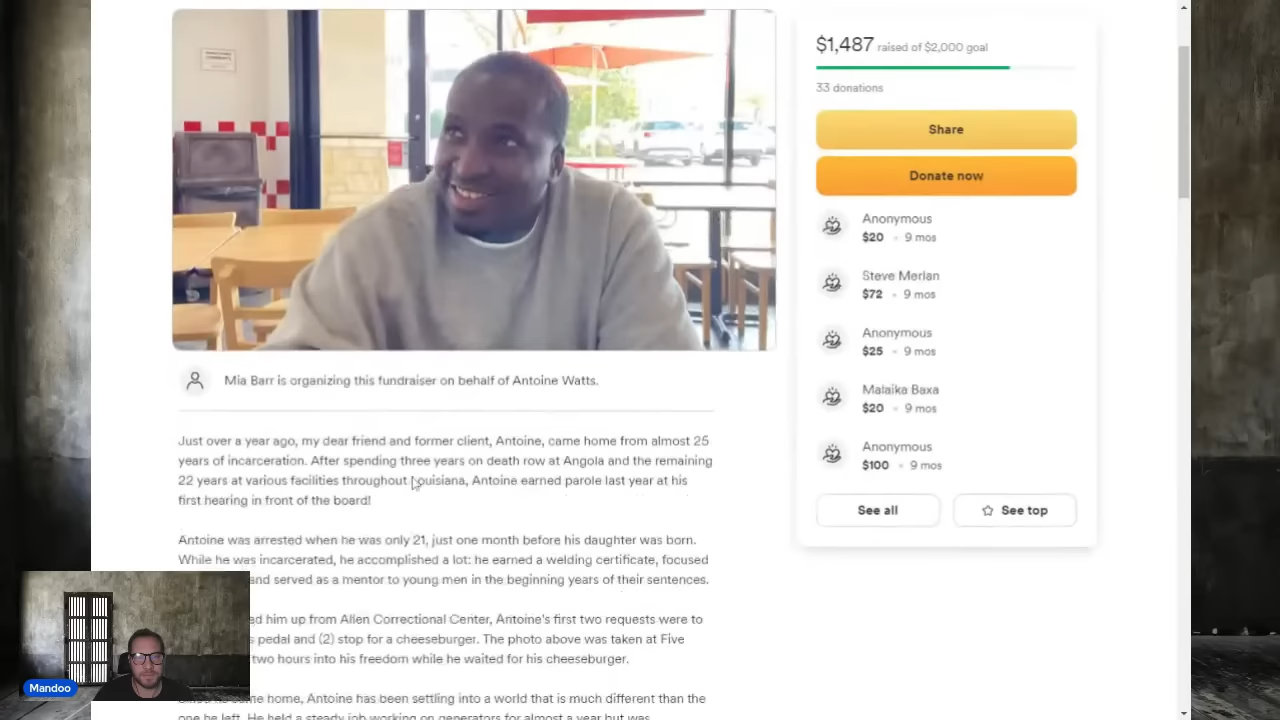 $1,487 raised of $2,000 goal
33 donations
Share
Donate now
Anonymous
$20 • 9 mos
Steve Merlan
$72 • 9 mos
Anonymous
$25 • 9 mos
Malaika Baxa
$20 • 9 mos
Anonymous
$100 • 9 mos
See all
See top
Mia Barr is organizing this fundraiser on behalf of Antoine Watts.
Just over a year ago, my dear friend and former client, Antoine, came home from almost 25
years of incarceration. After spending three years on death row at Angola and the remaining
22 years at various facilities throughout Louisiana, Antoine earned parole last year at his
first hearing in front of the board!
Antoine was arrested when he was only 21, just one month before his daughter was born.
While he was incarcerated, he accomplished a lot: he earned a welding certificate, focused
and served as a mentor to young men in the beginning years of their sentences.
him up from Allen Correctional Center, Antoine's first two requests were to
pedal and (2) stop for a cheeseburger. The photo above was taken at Five
two hours into his freedom while he waited for his cheeseburger.
home, Antoine has been settling into a world that is much different than the
one he left. He held a steady job working on generators for almost a year but was
Mandoo